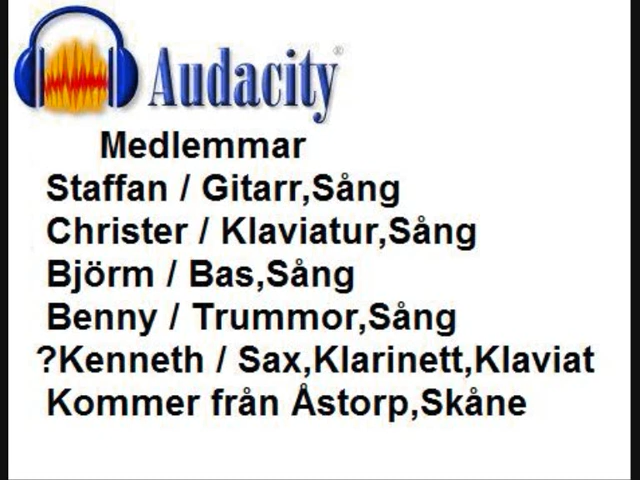 Audacity®
Medlemmar
Staffan / Gitarr,Sång
Christer / Klaviatur,Sång
Björm / Bas,Sång
Benny / Trummor,Sång
?Kenneth / Sax,Klarinett,Klaviat
Kommer från Åstorp,Skåne